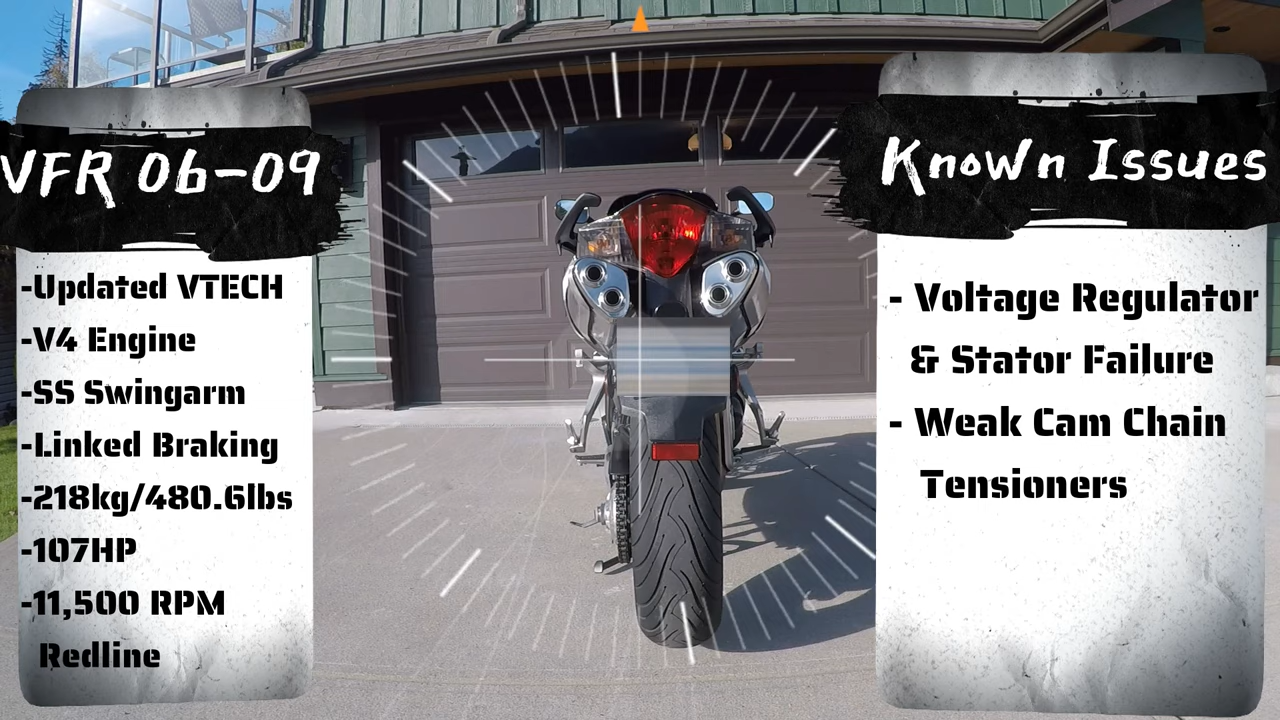 VFR 06-09
-Updated VTECH
-V4 Engine
-SS Swingarm
-Linked Braking
-218kg/480.6lbs
-107HP
-11,500 RPM
Redline
Known Issues
- Voltage Regulator
& Stator Failure
- Weak Cam Chain
Tensioners